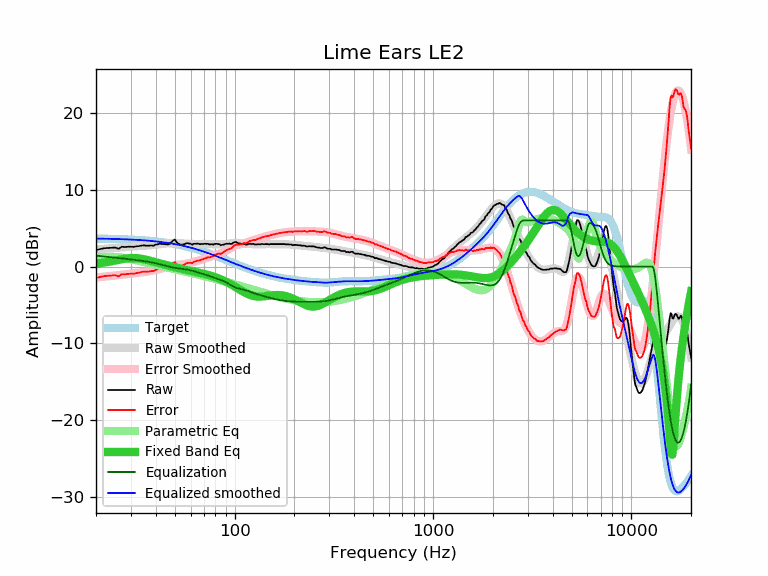 Lime Ears LE2
20
10
0
−10
−20
−30
Amplitude (dBr)
Target
Raw Smoothed
Error Smoothed
Raw
Error
Parametric Eq
Fixed Band Eq
Equalization
Equalized smoothed
100
1000
10000
Frequency (Hz)